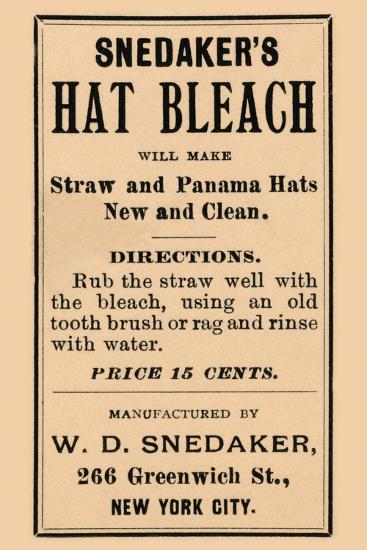 SNEDAKER'S
HAT BLEACH
WILL MAKE
Straw and Panama Hats
New and Clean.
DIRECTIONS.
Rub the straw well with
the bleach, using an old
tooth brush or rag and rinse
with water.
PRICE 15 CENTS.
MANUFACTURED BY
W. D. SNEDAKER,
266 Greenwich St.,
NEW YORK CITY.